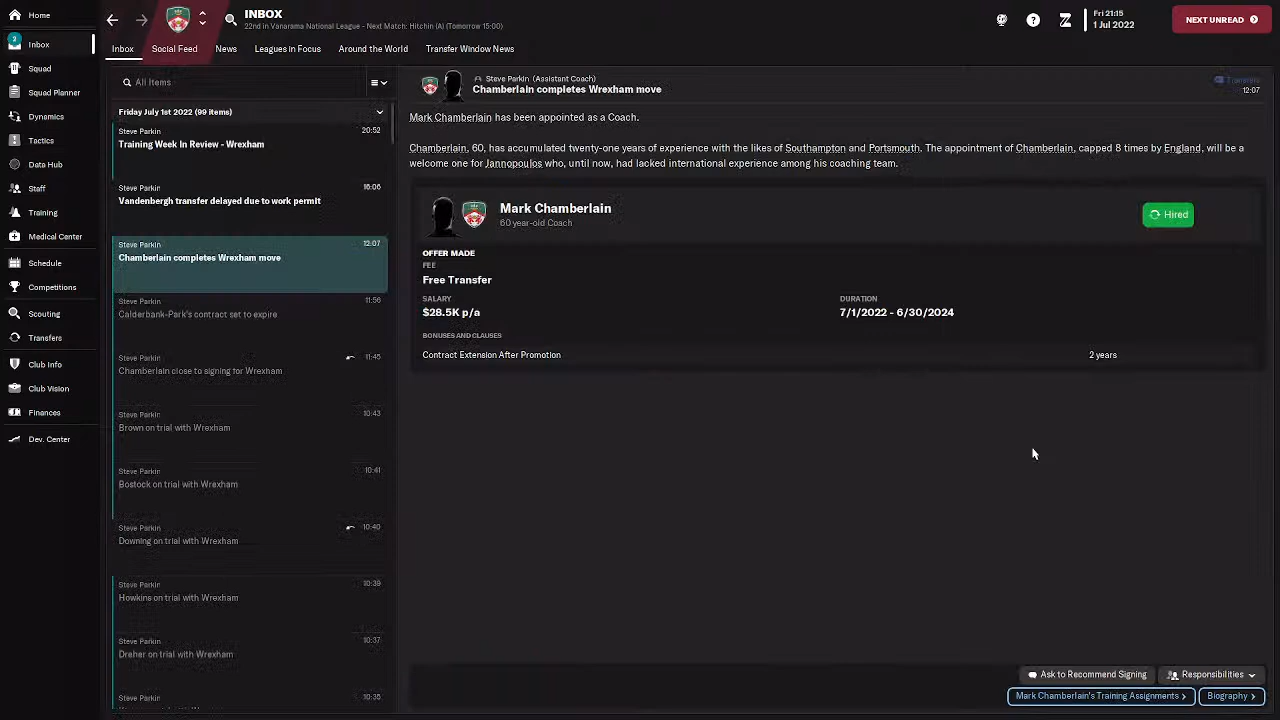 Home
INBOX
22nd in Vanarama National League - Next Match: Hitchin (A) (Tomorrow 15:00)
Fri 21:15
1 Jul 2022
NEXT UNREAD
2
Inbox
Squad
Squad Planner
Dynamics
Tactics
Data Hub
Staff
Training
Medical Center
Schedule
Competitions
Scouting
Transfers
Club Info
Club Vision
Finances
Dev. Center
Inbox
Social Feed
News
Leagues in Focus
Around the World
Transfer Window News
All Items
Friday July 1st 2022 (99 items)
Steve Parkin
20:52
Training Week In Review - Wrexham
Steve Parkin
16:06
Vandenbergh transfer delayed due to work permit
Steve Parkin
12:07
Chamberlain completes Wrexham move
Steve Parkin
11:56
Calderbank-Park's contract set to expire
Steve Parkin
11:45
Chamberlain close to signing for Wrexham
Steve Parkin
10:43
Brown on trial with Wrexham
Steve Parkin
10:41
Bostock on trial with Wrexham
Steve Parkin
10:40
Downing on trial with Wrexham
Steve Parkin
10:39
Howkins on trial with Wrexham
Steve Parkin
10:37
Dreher on trial with Wrexham
Steve Parkin
10:35
Steve Parkin (Assistant Coach)
Chamberlain completes Wrexham move
Transfers
12:07
Mark Chamberlain has been appointed as a Coach.
Chamberlain, 60, has accumulated twenty-one years of experience with the likes of Southampton and Portsmouth. The appointment of Chamberlain, capped 8 times by England, will be a
welcome one for Jannopoulos who, until now, had lacked international experience among his coaching team.
Mark Chamberlain
60 year-old Coach
Hired
OFFER MADE
FEE
Free Transfer
SALARY
$28.5K p/a
DURATION
7/1/2022 - 6/30/2024
BONUSES AND CLAUSES
Contract Extension After Promotion
2 years
Ask to Recommend Signing
Responsibilities
Mark Chamberlain's Training Assignments >
Biography >